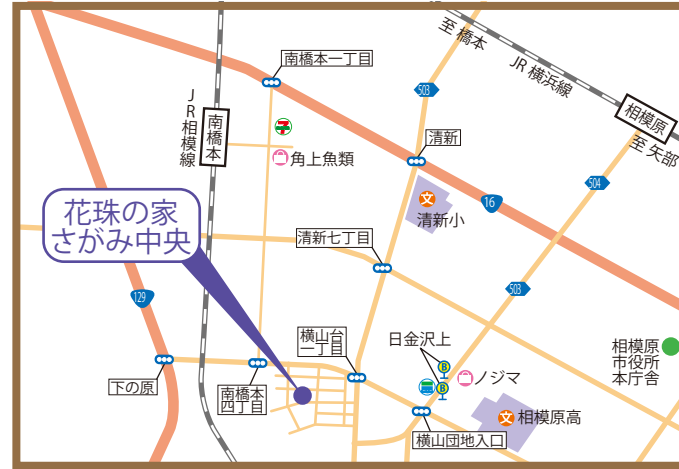 南橋本一丁目
至 橋本
JR 横浜線
503
相模原
至 矢部
JR相模線
南橋本
7
角上魚類
清新
504
文
清新小
16
花珠の家
さがみ中央
清新七丁目
129
503
横山台
一丁目
日金沢上
B
B
相模原
市役所
本庁舎
ノジマ
下の原
南橋本
四丁目
文
相模原高
横山団地入口